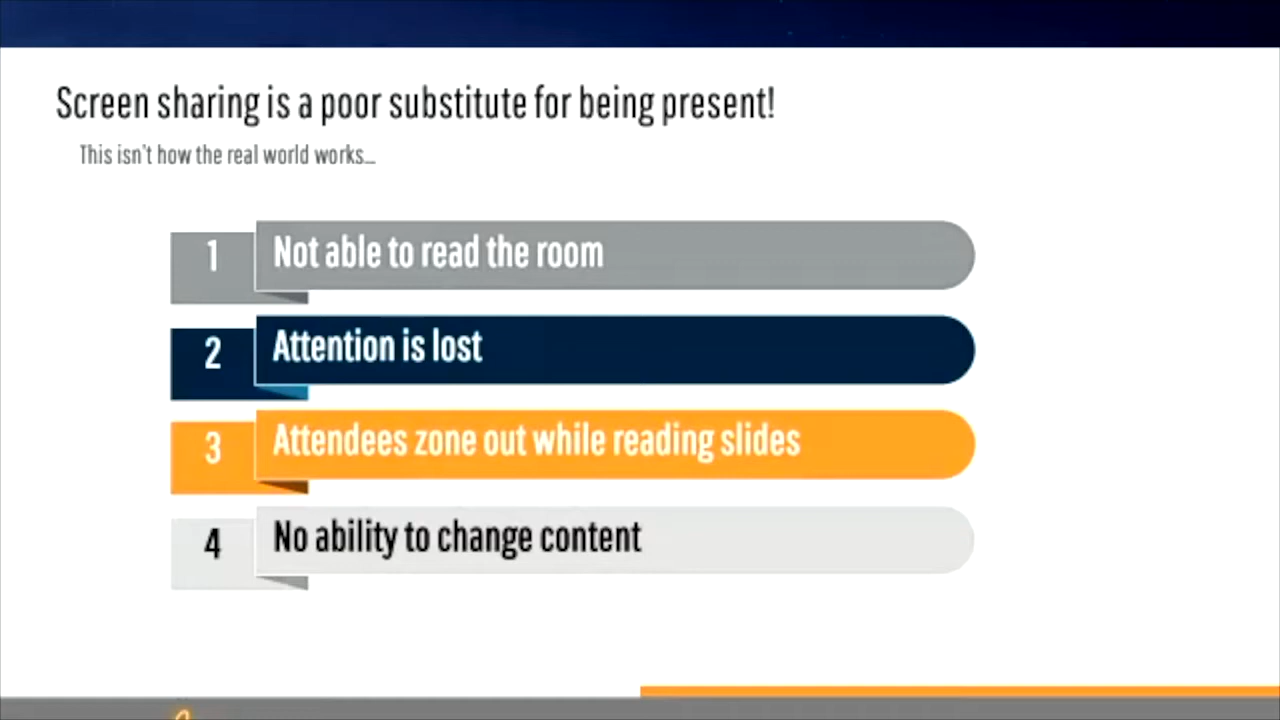 Screen sharing is a poor substitute for being present!
This isn't how the real world works...
1 Not able to read the room
2 Attention is lost
3 Attendees zone out while reading slides
4 No ability to change content